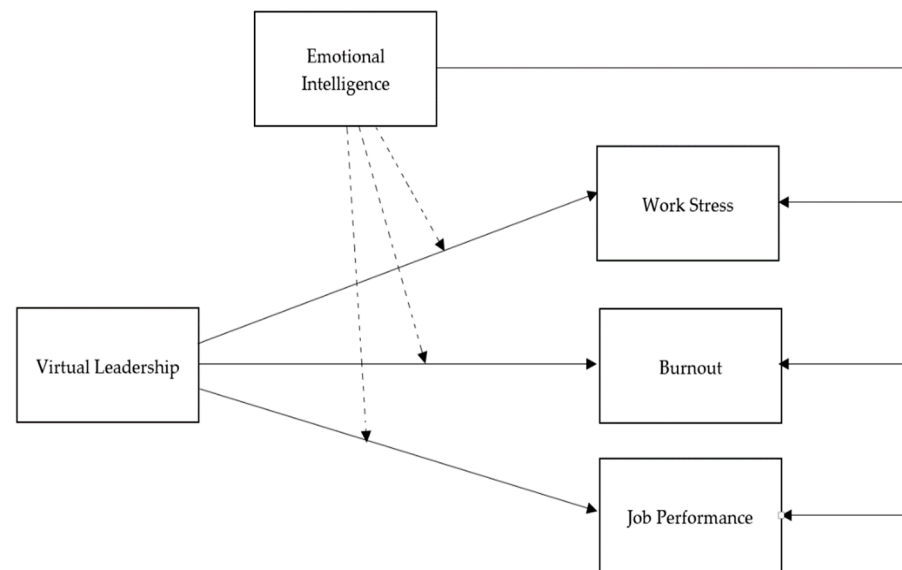 Emotional
Intelligence
Work Stress
Virtual Leadership
Burnout
Job Performance